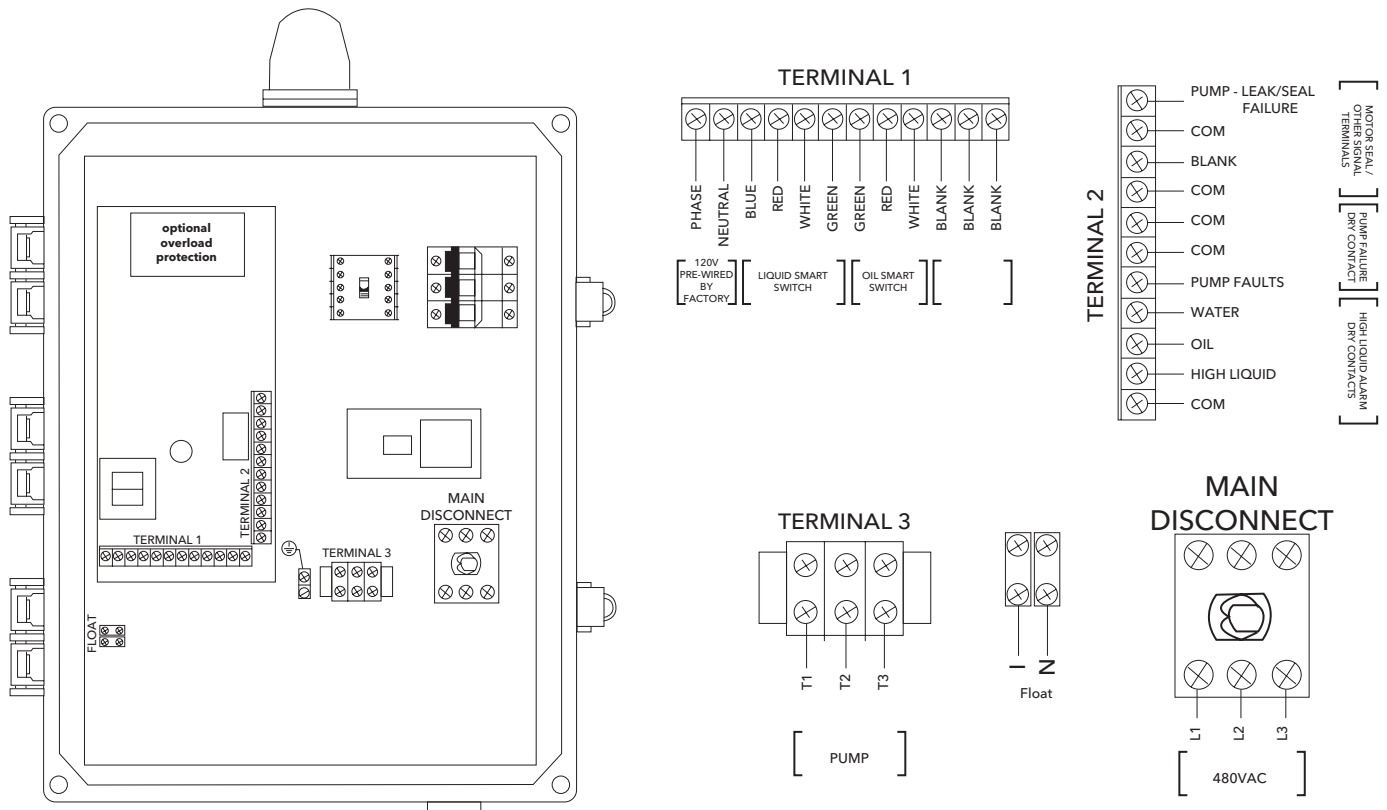 optional
overload
protection
MAIN
DISCONNECT
TERMINAL 2
TERMINAL 1
TERMINAL 3
FLOAT
TERMINAL 1
PHASE
NEUTRAL
BLUE
RED
WHITE
GREEN
GREEN
RED
WHITE
BLANK
BLANK
BLANK
120V
PRE-WIRED
BY
FACTORY
LIQUID SMART
SWITCH
OIL SMART
SWITCH
TERMINAL 2
PUMP - LEAK/SEAL
FAILURE
COM
BLANK
COM
COM
COM
PUMP FAULTS
WATER
OIL
HIGH LIQUID
COM
MOTOR SEAL /
OTHER SIGNAL
TERMINALS
PUMP FAILURE
DRY CONTACT
HIGH LIQUID ALARM
DRY CONTACTS
TERMINAL 3
T1
T2
T3
PUMP
I
N
Float
MAIN
DISCONNECT
L1
L2
L3
480VAC